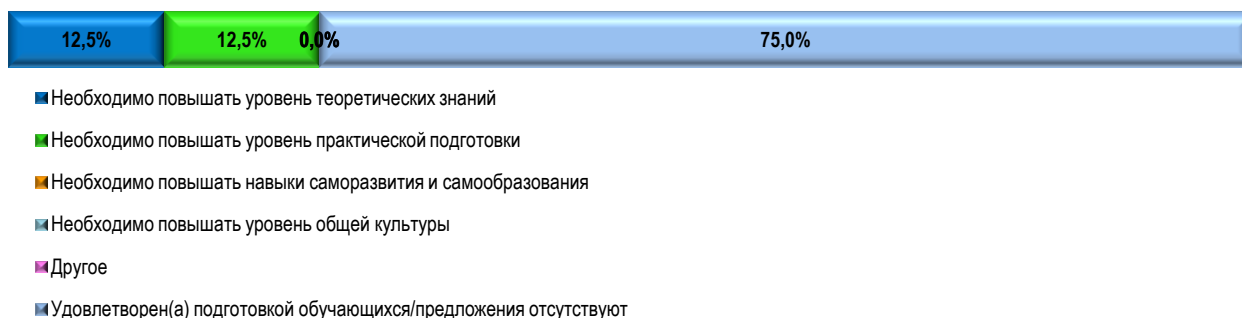 12,5% 12,5% 0,0% 75,0%
Необходимо повышать уровень теоретических знаний
Необходимо повышать уровень практической подготовки
Необходимо повышать навыки саморазвития и самообразования
Необходимо повышать уровень общей культуры
Другое
Удовлетворен(а) подготовкой обучающихся/предложения отсутствуют